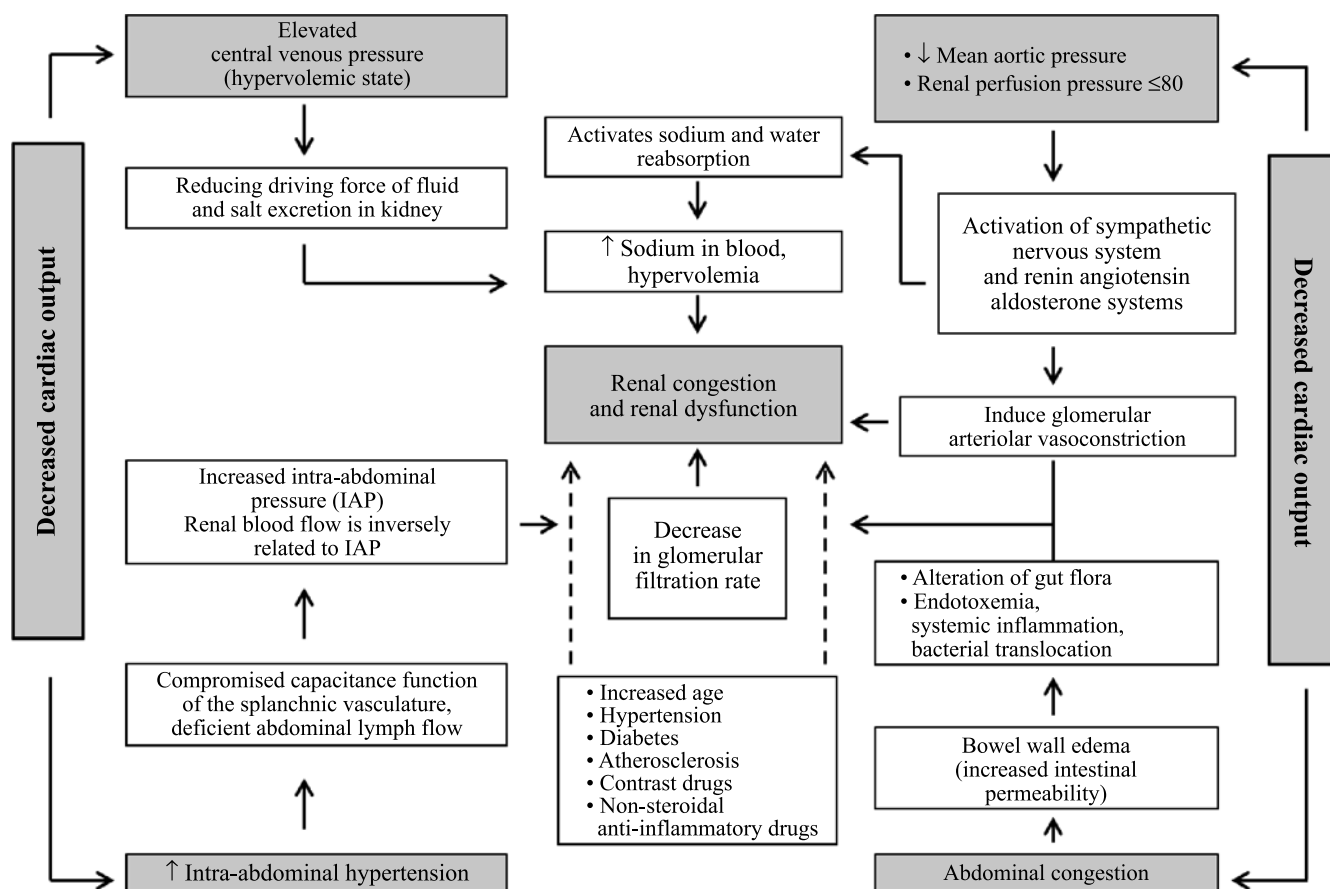 Decreased cardiac output
Elevated
central venous pressure
(hypervolemic state)
Reducing driving force of fluid
and salt excretion in kidney
Increased intra-abdominal
pressure (IAP)
Renal blood flow is inversely
related to IAP
Compromised capacitance function
of the splanchnic vasculature,
deficient abdominal lymph flow
↑ Intra-abdominal hypertension
Activates sodium and water
reabsorption
↑ Sodium in blood,
hypervolemia
Renal congestion
and renal dysfunction
Decrease
in glomerular
filtration rate
• Increased age
• Hypertension
• Diabetes
• Atherosclerosis
• Contrast drugs
• Non-steroidal
anti-inflammatory drugs
• ↓ Mean aortic pressure
• Renal perfusion pressure ≤80
Activation of sympathetic
nervous system
and renin angiotensin
aldosterone systems
Induce glomerular
arteriolar vasoconstriction
• Alteration of gut flora
• Endotoxemia,
systemic inflammation,
bacterial translocation
Bowel wall edema
(increased intestinal
permeability)
Abdominal congestion
Decreased cardiac output